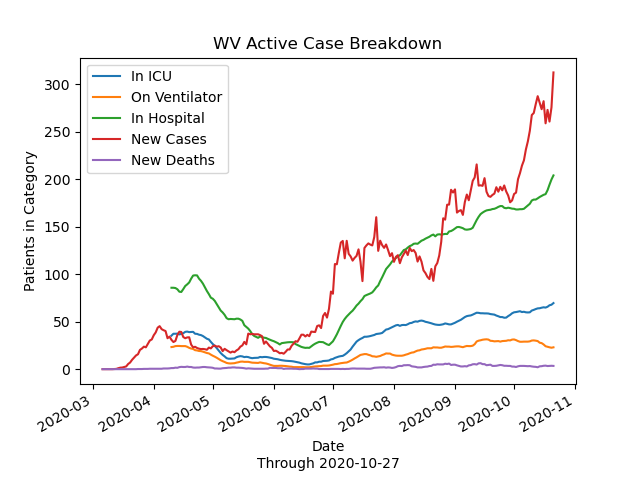 WV Active Case Breakdown
In ICU
On Ventilator
In Hospital
New Cases
New Deaths
Patients in Category
300
250
200
150
100
50
0
2020-03
2020-04
2020-05
2020-06
2020-07
2020-08
2020-09
2020-10
2020-11
Date
Through 2020-10-27